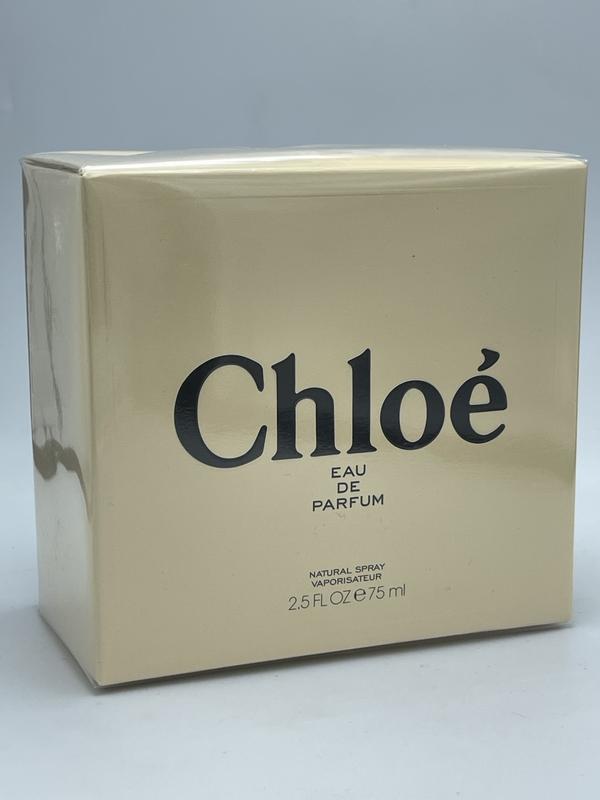 Chloé
EAU
DE
PARFUM
NATURAL SPRAY
VAPORISATEUR
2.5 FL OZ e 75 ml